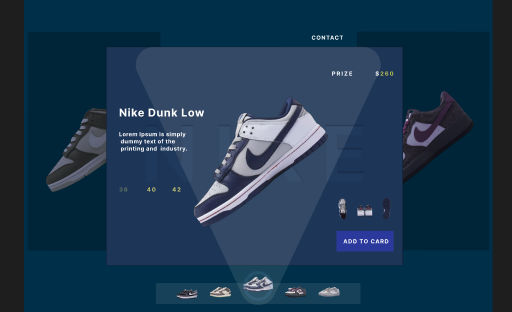 CONTACT
PRIZE $260
Nike Dunk Low
Lorem Ipsum is simply
dummy text of the
printing and industry.
NIKE
36 40 42
ADD TO CARD